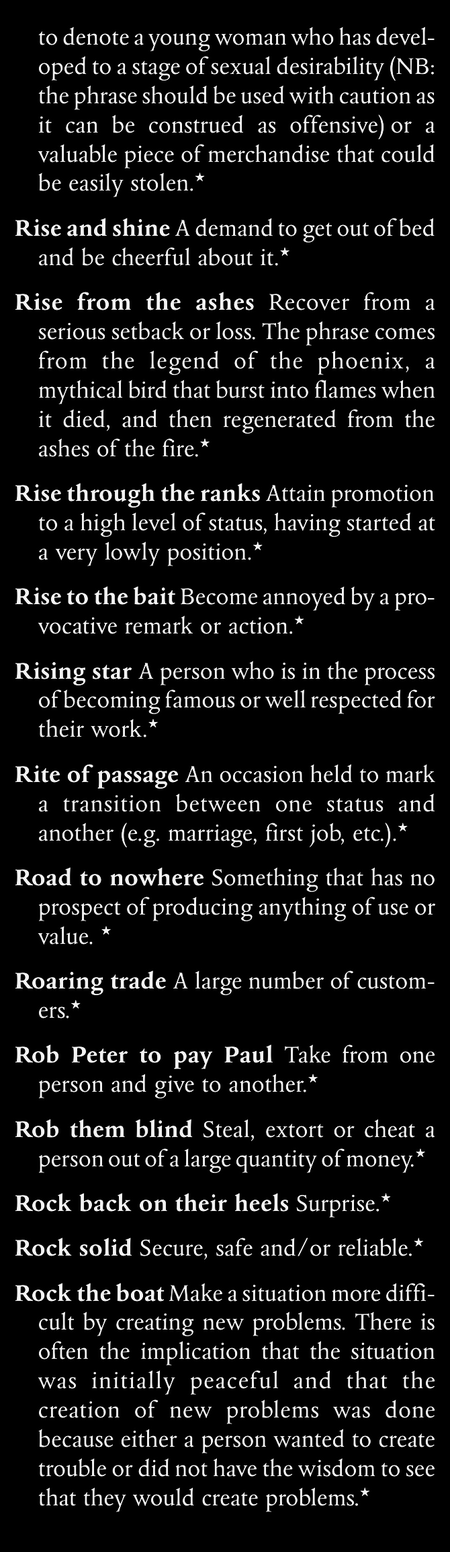 to denote a young woman who has devel-
oped to a stage of sexual desirability (NB:
the phrase should be used with caution as
it can be construed as offensive) or a
valuable piece of merchandise that could
be easily stolen.★
Rise and shine A demand to get out of bed
and be cheerful about it.★
Rise from the ashes Recover from a
serious setback or loss. The phrase comes
from the legend of the phoenix, a
mythical bird that burst into flames when
it died, and then regenerated from the
ashes of the fire.★
Rise through the ranks Attain promotion
to a high level of status, having started at
a very lowly position.★
Rise to the bait Become annoyed by a pro-
vocative remark or action.★
Rising star A person who is in the process
of becoming famous or well respected for
their work.★
Rite of passage An occasion held to mark
a transition between one status and
another (e.g. marriage, first job, etc.).★
Road to nowhere Something that has no
prospect of producing anything of use or
value. ★
Roaring trade A large number of custom-
ers.★
Rob Peter to pay Paul Take from one
person and give to another.★
Rob them blind Steal, extort or cheat a
person out of a large quantity of money.★
Rock back on their heels Surprise.★
Rock solid Secure, safe and/or reliable.★
Rock the boat Make a situation more diffi-
cult by creating new problems. There is
often the implication that the situation
was initially peaceful and that the
creation of new problems was done
because either a person wanted to create
trouble or did not have the wisdom to see
that they would create problems.★